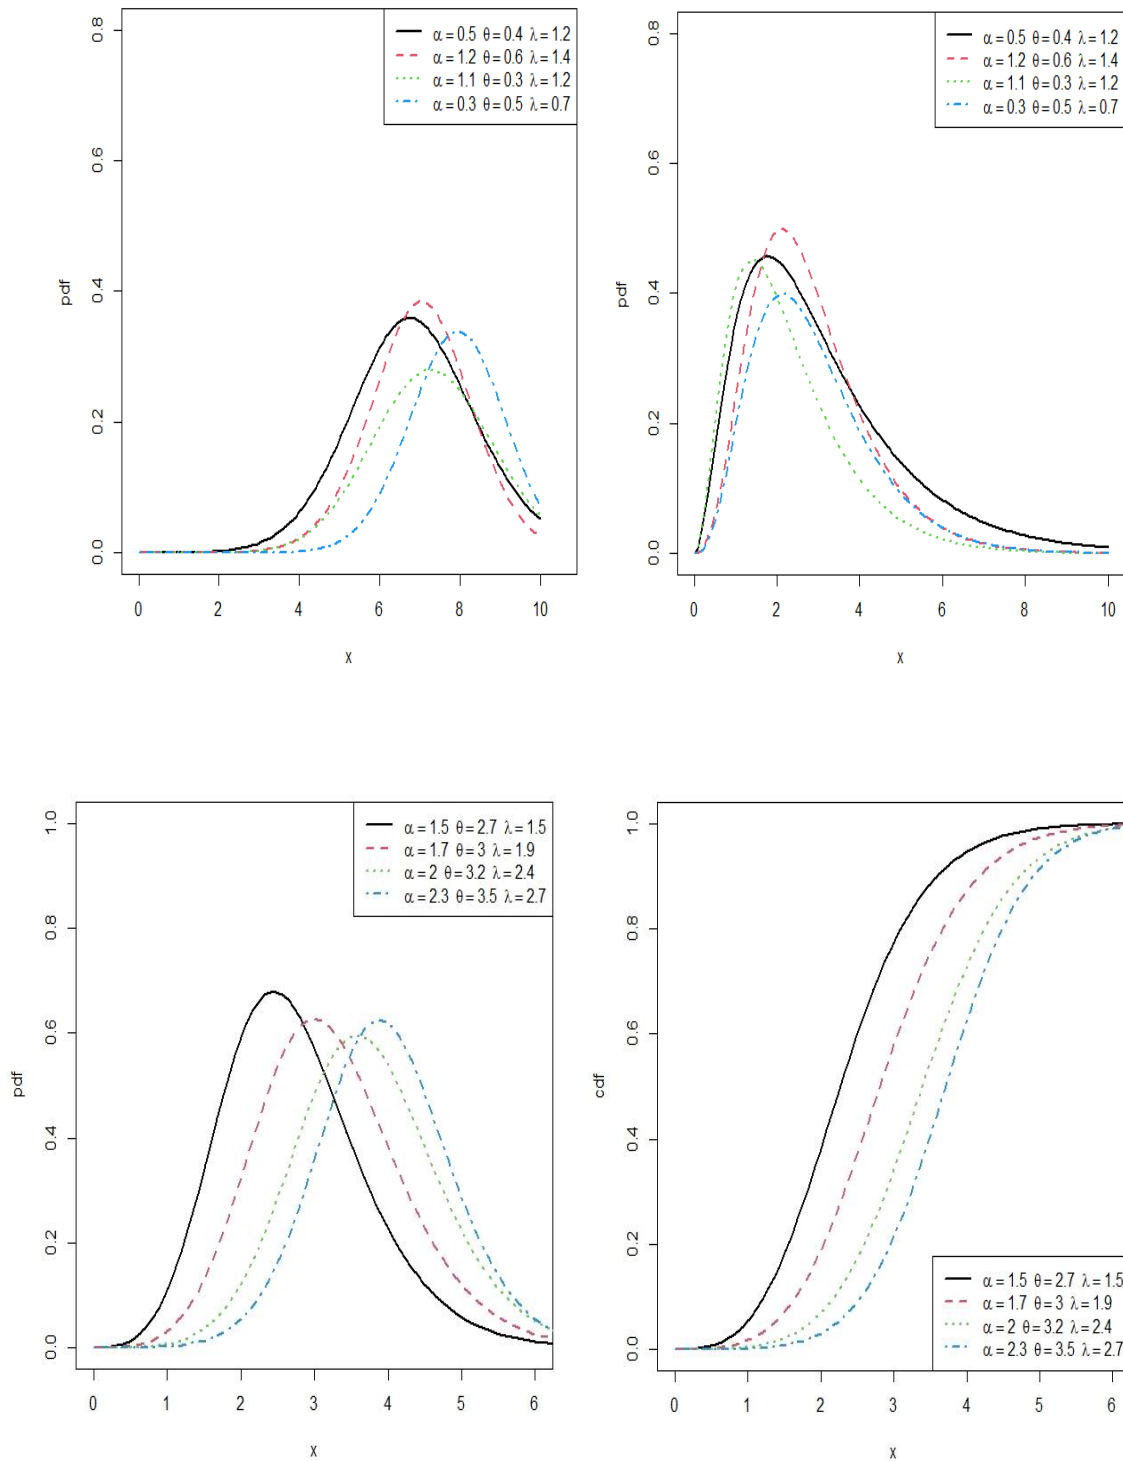 α = 0.5 θ = 0.4 λ = 1.2
α = 1.2 θ = 0.6 λ = 1.4
α = 1.1 θ = 0.3 λ = 1.2
α = 0.3 θ = 0.5 λ = 0.7
pdf
0.0 0.2 0.4 0.6 0.8
0 2 4 6 8 10
x
α = 0.5 θ = 0.4 λ = 1.2
α = 1.2 θ = 0.6 λ = 1.4
α = 1.1 θ = 0.3 λ = 1.2
α = 0.3 θ = 0.5 λ = 0.7
pdf
0.0 0.2 0.4 0.6 0.8
0 2 4 6 8 10
x
α = 1.5 θ = 2.7 λ = 1.5
α = 1.7 θ = 3 λ = 1.9
α = 2 θ = 3.2 λ = 2.4
α = 2.3 θ = 3.5 λ = 2.7
pdf
0.0 0.2 0.4 0.6 0.8 1.0
0 1 2 3 4 5 6
x
cdf
0.0 0.2 0.4 0.6 0.8 1.0
α = 1.5 θ = 2.7 λ = 1.5
α = 1.7 θ = 3 λ = 1.9
α = 2 θ = 3.2 λ = 2.4
α = 2.3 θ = 3.5 λ = 2.7
0 1 2 3 4 5 6
x